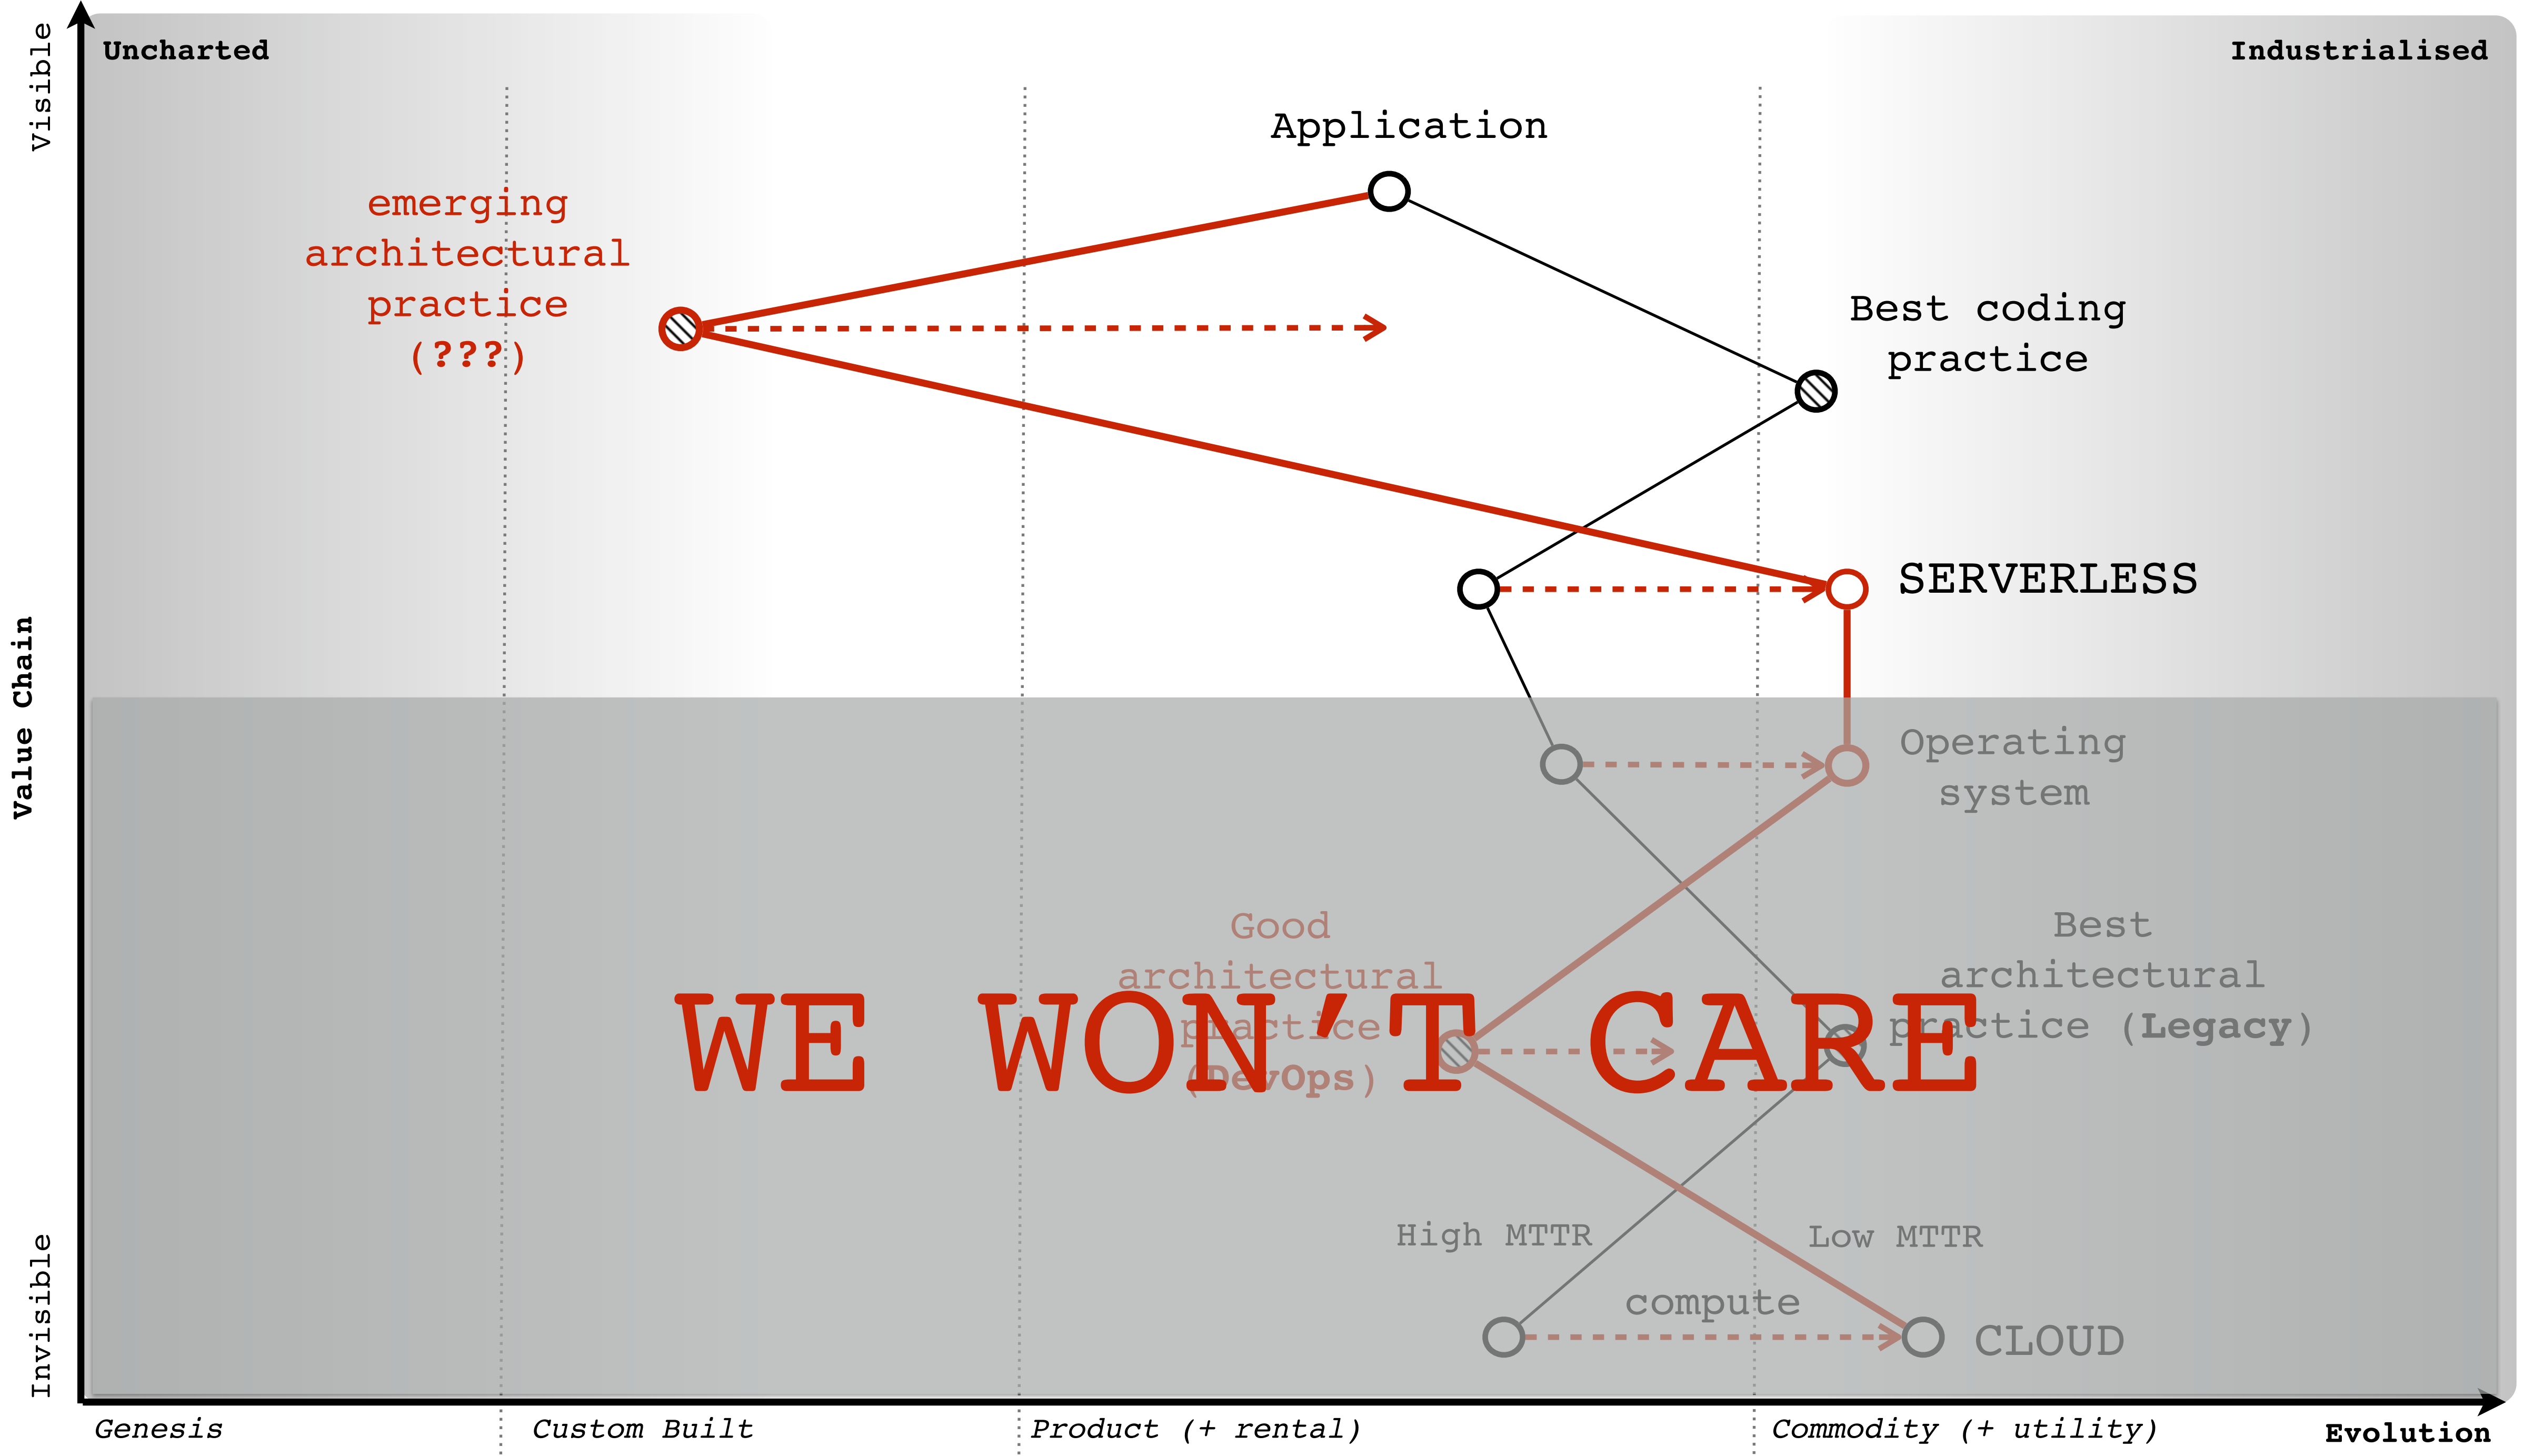 Uncharted
Industrialised
Visible
Application
emerging
architectural
practice
(???)
Best coding
practice
SERVERLESS
Value Chain
Operating
system
Good
architectural
practice
(DevOps)
Best
architectural
practice (Legacy)
WE WON'T CARE
High MTTR
Low MTTR
compute
CLOUD
Invisible
Genesis
Custom Built
Product (+ rental)
Commodity (+ utility)
Evolution